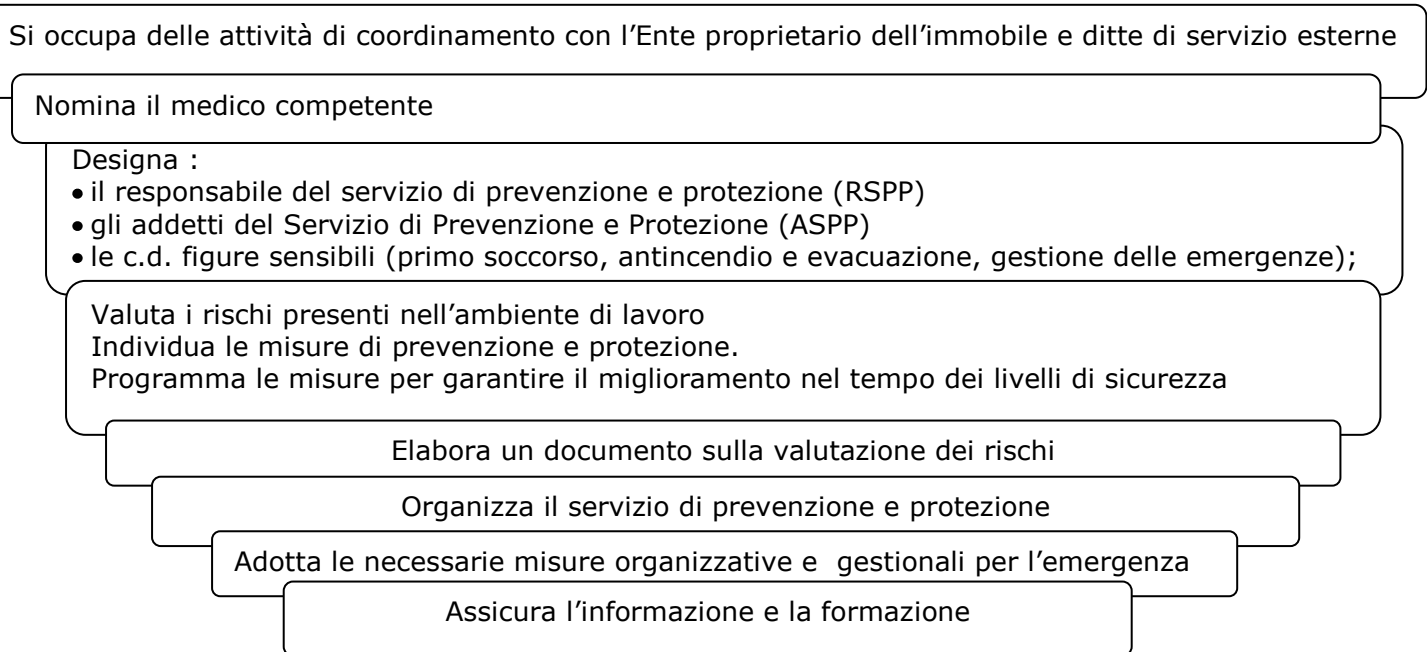 Si occupa delle attività di coordinamento con l’Ente proprietario dell’immobile e ditte di servizio esterne
Nomina il medico competente
Designa :
• il responsabile del servizio di prevenzione e protezione (RSPP)
• gli addetti del Servizio di Prevenzione e Protezione (ASPP)
• le c.d. figure sensibili (primo soccorso, antincendio e evacuazione, gestione delle emergenze);
Valuta i rischi presenti nell’ambiente di lavoro
Individua le misure di prevenzione e protezione.
Programma le misure per garantire il miglioramento nel tempo dei livelli di sicurezza
Elabora un documento sulla valutazione dei rischi
Organizza il servizio di prevenzione e protezione
Adotta le necessarie misure organizzative e  gestionali per l’emergenza
Assicura l’informazione e la formazione